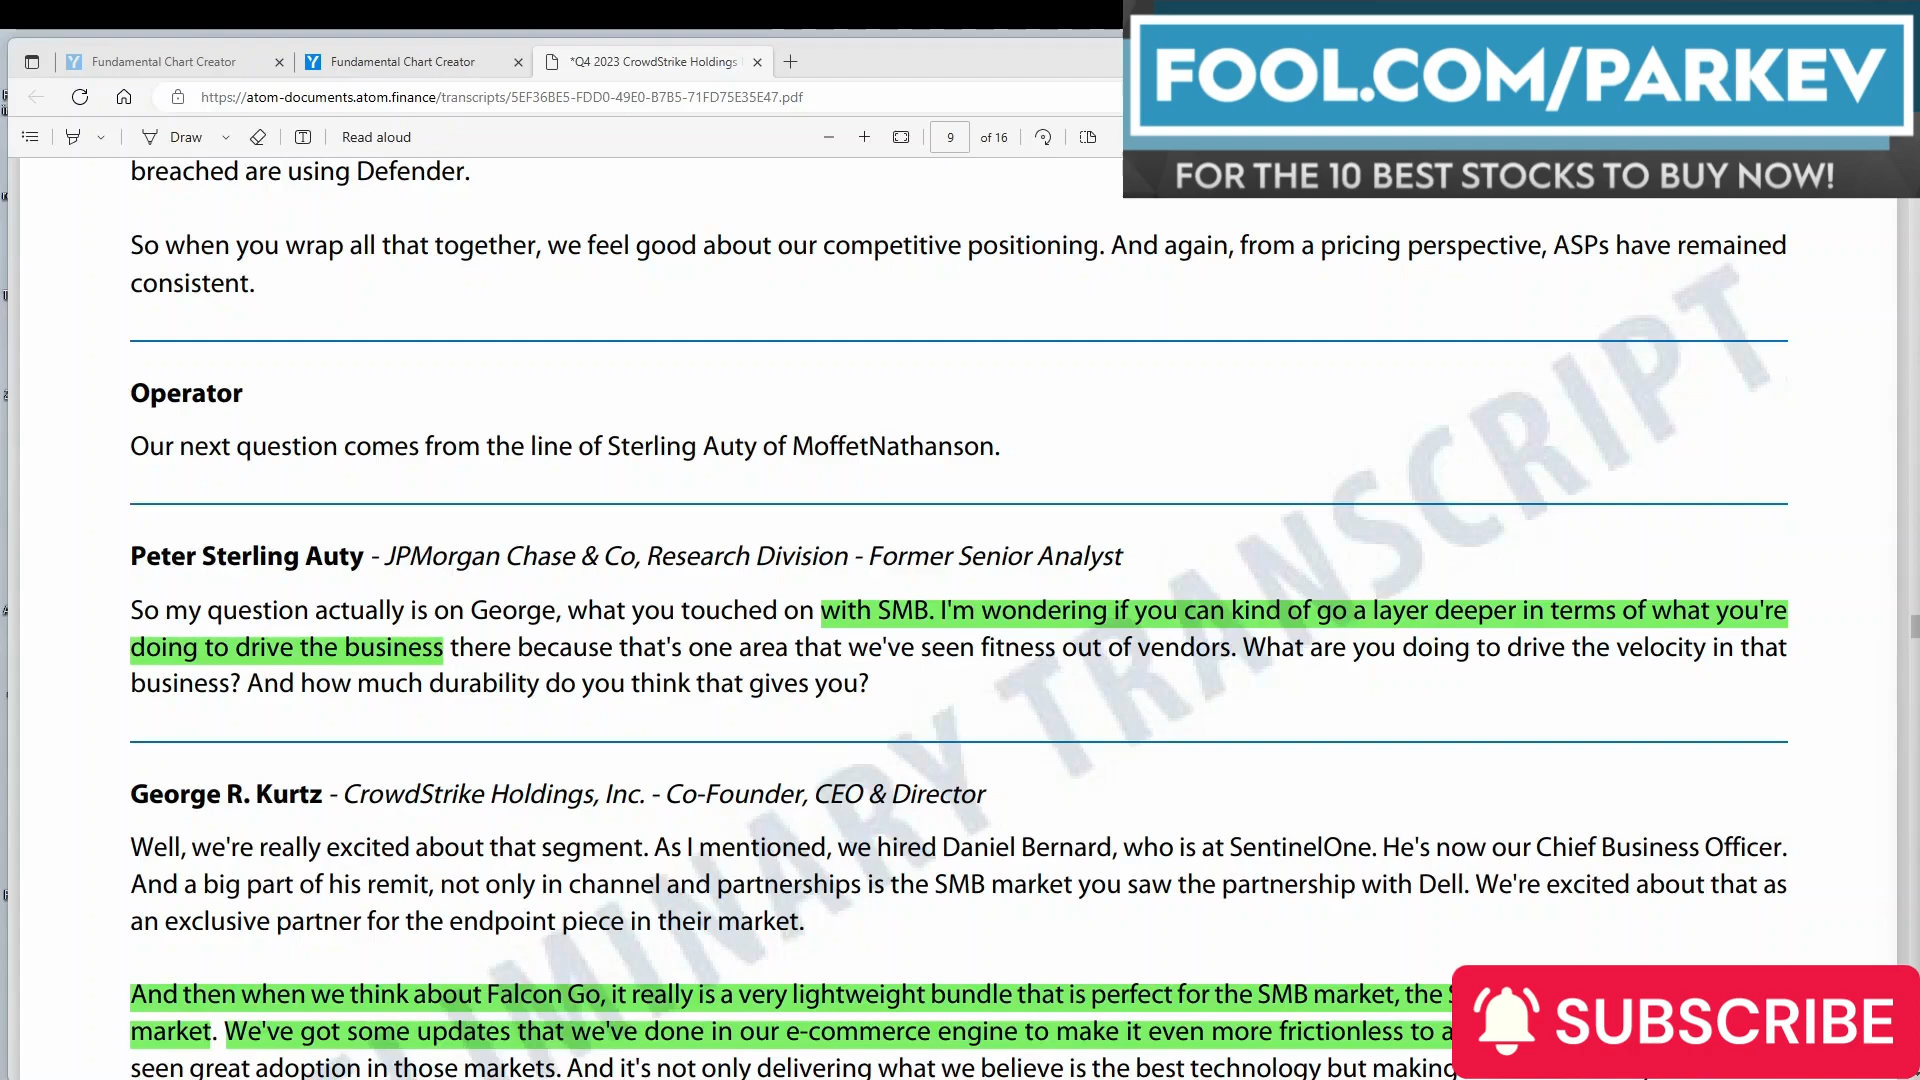 FOOL.COM/PARKEV
FOR THE 10 BEST STOCKS TO BUY NOW!
Fundamental Chart Creator
Fundamental Chart Creator
*Q4 2023 CrowdStrike Holdings
https://atom-documents.atom.finance/transcripts/5EF36BE5-FDD0-49E0-B7B5-71FD75E35E47.pdf
Draw
Read aloud
9 of 16
breached are using Defender.
So when you wrap all that together, we feel good about our competitive positioning. And again, from a pricing perspective, ASPs have remained
consistent.
Operator
Our next question comes from the line of Sterling Auty of MoffetNathanson.
Peter Sterling Auty - JPMorgan Chase & Co, Research Division - Former Senior Analyst
So my question actually is on George, what you touched on with SMB. I'm wondering if you can kind of go a layer deeper in terms of what you're
doing to drive the business there because that's one area that we've seen fitness out of vendors. What are you doing to drive the velocity in that
business? And how much durability do you think that gives you?
George R. Kurtz - CrowdStrike Holdings, Inc. - Co-Founder, CEO & Director
Well, we're really excited about that segment. As I mentioned, we hired Daniel Bernard, who is at SentinelOne. He's now our Chief Business Officer.
And a big part of his remit, not only in channel and partnerships is the SMB market you saw the partnership with Dell. We're excited about that as
an exclusive partner for the endpoint piece in their market.
And then when we think about Falcon Go, it really is a very lightweight bundle that is perfect for the SMB market, the
market. We've got some updates that we've done in our e-commerce engine to make it even more frictionless to
seen great adoption in those markets. And it's not only delivering what we believe is the best technology but making
LIMINARY TRANSCRIPT
SUBSCRIBE